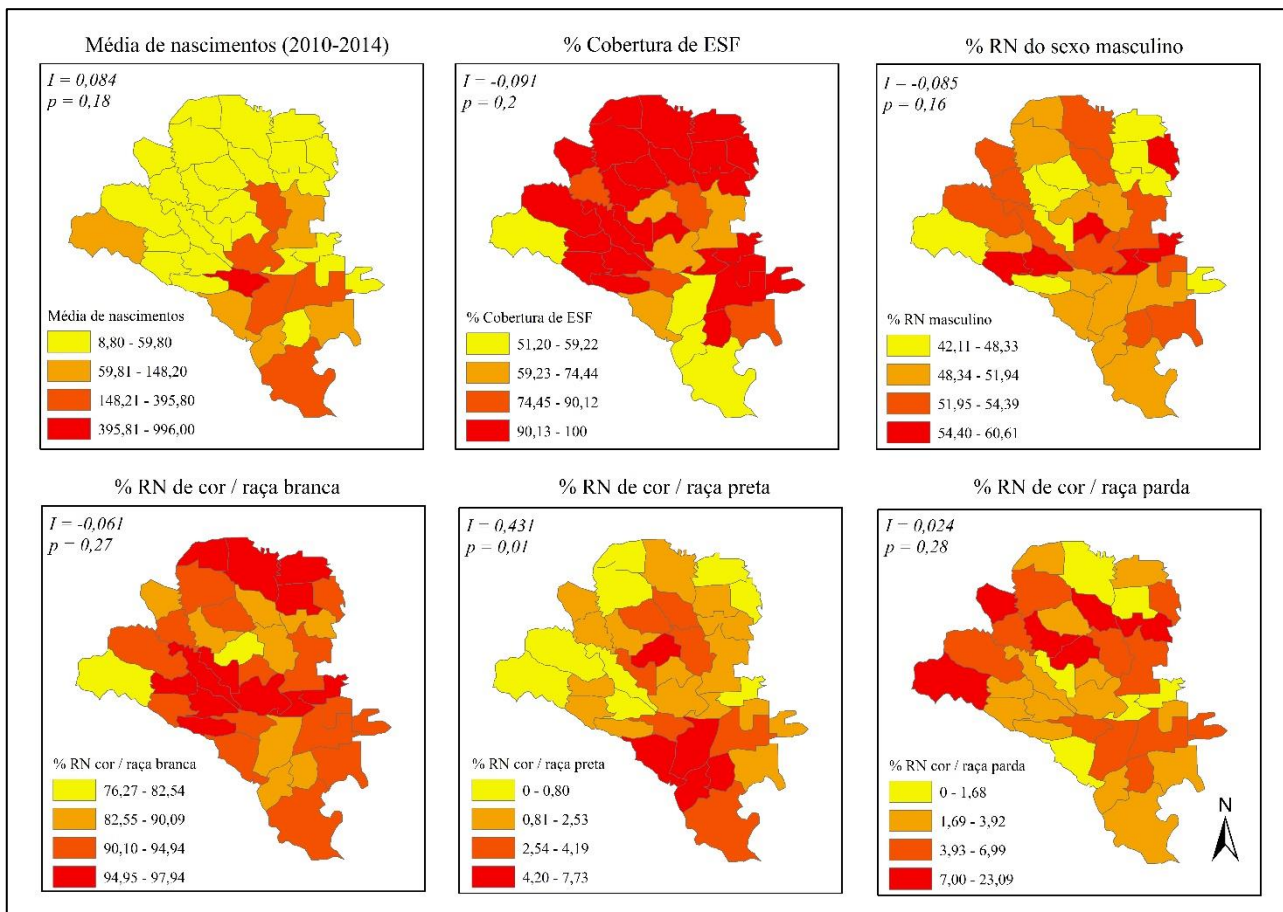 Média de nascimentos (2010-2014)
I = 0,084
p = 0,18
Média de nascimentos
8,80 - 59,80
59,81 - 148,20
148,21 - 395,80
395,81 - 996,00
% Cobertura de ESF
I = -0,091
p = 0,2
% Cobertura de ESF
51,20 - 59,22
59,23 - 74,44
74,45 - 90,12
90,13 - 100
% RN do sexo masculino
I = -0,085
p = 0,16
% RN masculino
42,11 - 48,33
48,34 - 51,94
51,95 - 54,39
54,40 - 60,61
% RN de cor / raça branca
I = -0,061
p = 0,27
% RN cor / raça branca
76,27 - 82,54
82,55 - 90,09
90,10 - 94,94
94,95 - 97,94
% RN de cor / raça preta
I = 0,431
p = 0,01
% RN cor / raça preta
0 - 0,80
0,81 - 2,53
2,54 - 4,19
4,20 - 7,73
% RN de cor / raça parda
I = 0,024
p = 0,28
% RN cor / raça parda
0 - 1,68
1,69 - 3,92
3,93 - 6,99
7,00 - 23,09
N